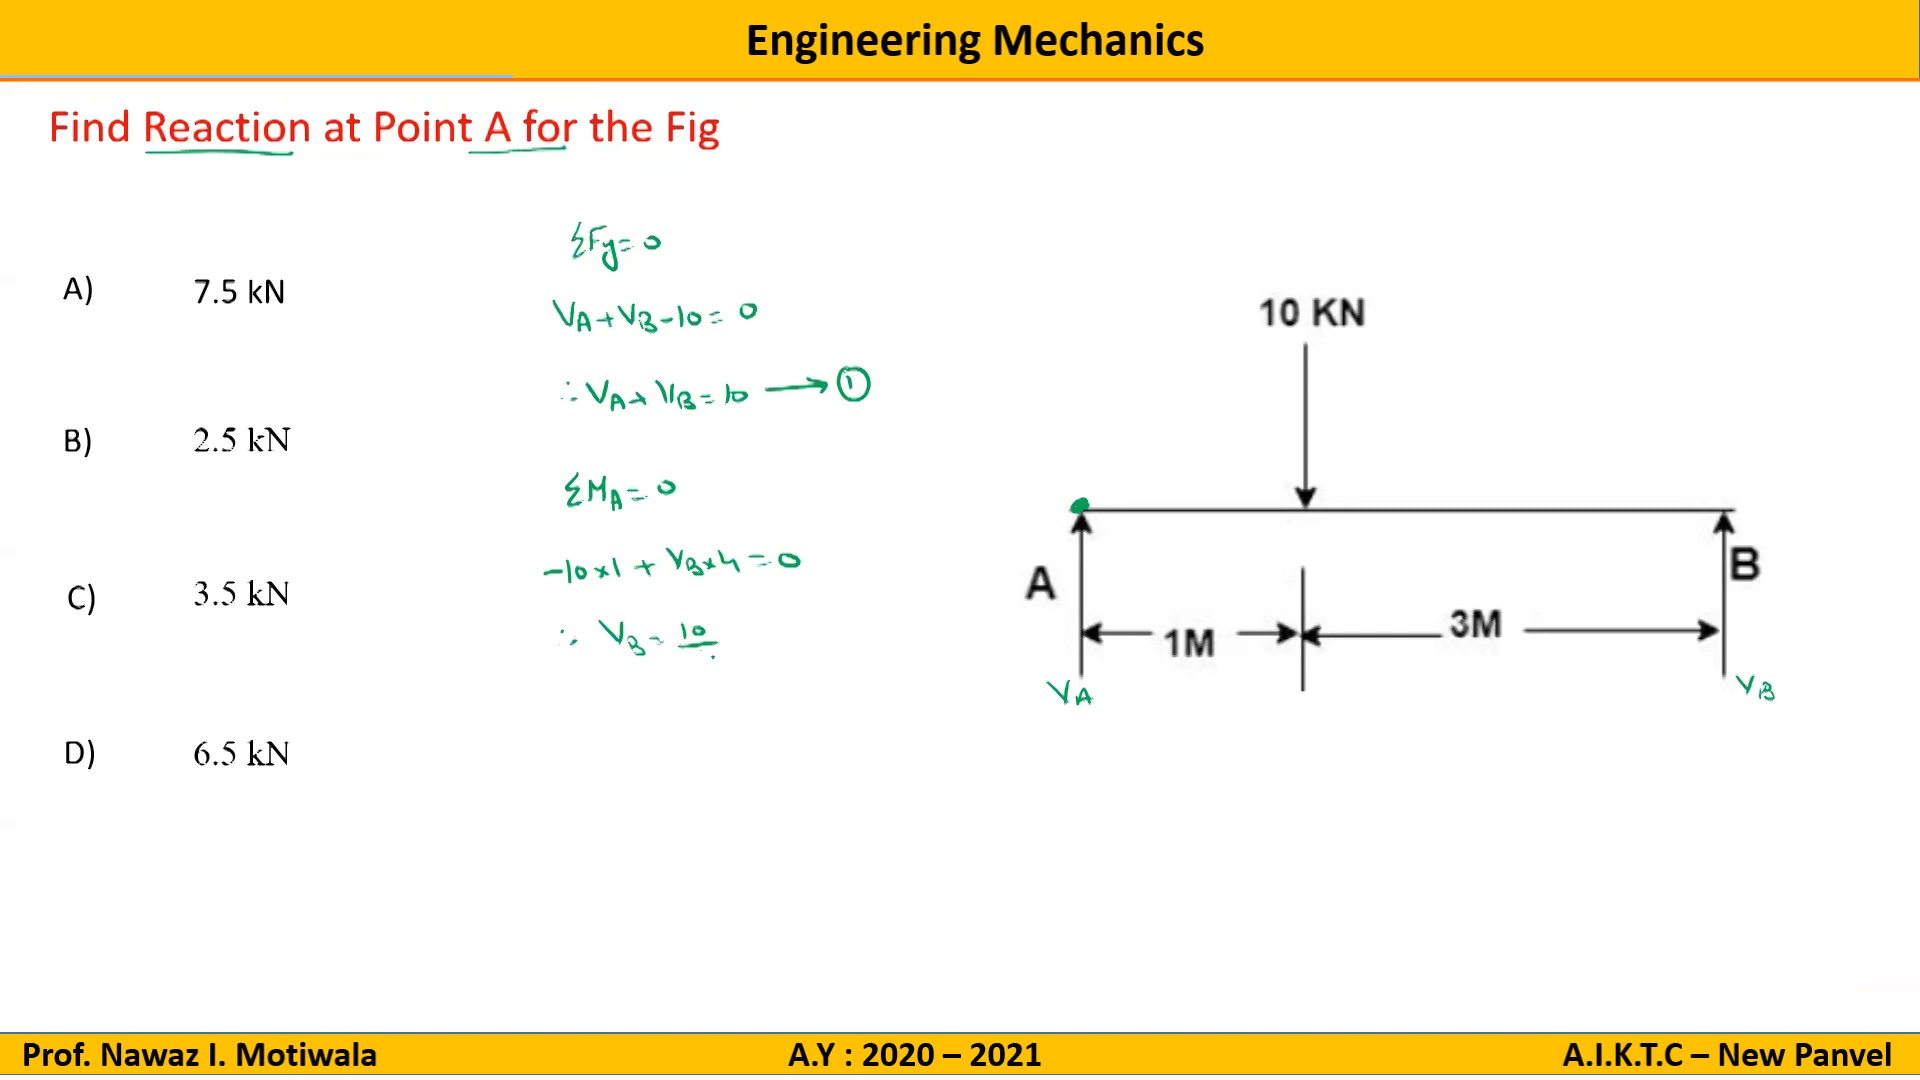 Engineering Mechanics
Find Reaction at Point A for the Fig
A) 7.5 kN
B) 2.5 kN
C) 3.5 kN
D) 6.5 kN
ΣFy = 0
VA + VB - 10 = 0
∴ VA + VB = 10 → ①
ΣMA = 0
-10 × 1 + VB × 4 = 0
∴ VB = 10
10 KN
A
B
1M
3M
VA
VB
Prof. Nawaz I. Motiwala
A.Y : 2020 – 2021
A.I.K.T.C – New Panvel